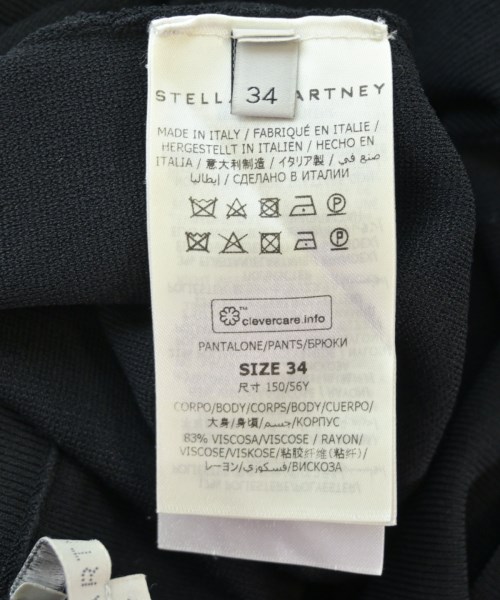 34
STELLA McCARTNEY
MADE IN ITALY / FABRIQUÉ EN ITALIE /
HERGESTELLT IN ITALIEN / HECHO EN
ITALIA / 意大利制造 / イタリア製 / صنع في
إيطاليا / СДЕЛАНО В ИТАЛИИ
P
P
clevercare.info
PANTALONE/PANTS/БРЮКИ
SIZE 34
尺寸 150/56Y
CORPO/BODY/CORPS/BODY/CUERPO/
大身/身頃/جسم/КОРПУС
83% VISCOSA/VISCOSE / RAYON/
VISCOSE/VISKOSE/粘胶纤维(粘胶)/
レーヨン/فسكوزي/ВИСКОЗА